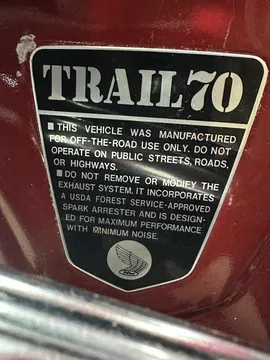 TRAIL 70
■ THIS VEHICLE WAS MANUFACTURED
FOR OFF-THE-ROAD USE ONLY. DO NOT
OPERATE ON PUBLIC STREETS, ROADS,
OR HIGHWAYS.
■ DO NOT REMOVE OR MODIFY THE
EXHAUST SYSTEM. IT INCORPORATES
A USDA FOREST SERVICE-APPROVED
SPARK ARRESTER AND IS DESIGN-
ED FOR MAXIMUM PERFORMANCE
WITH MINIMUM NOISE.